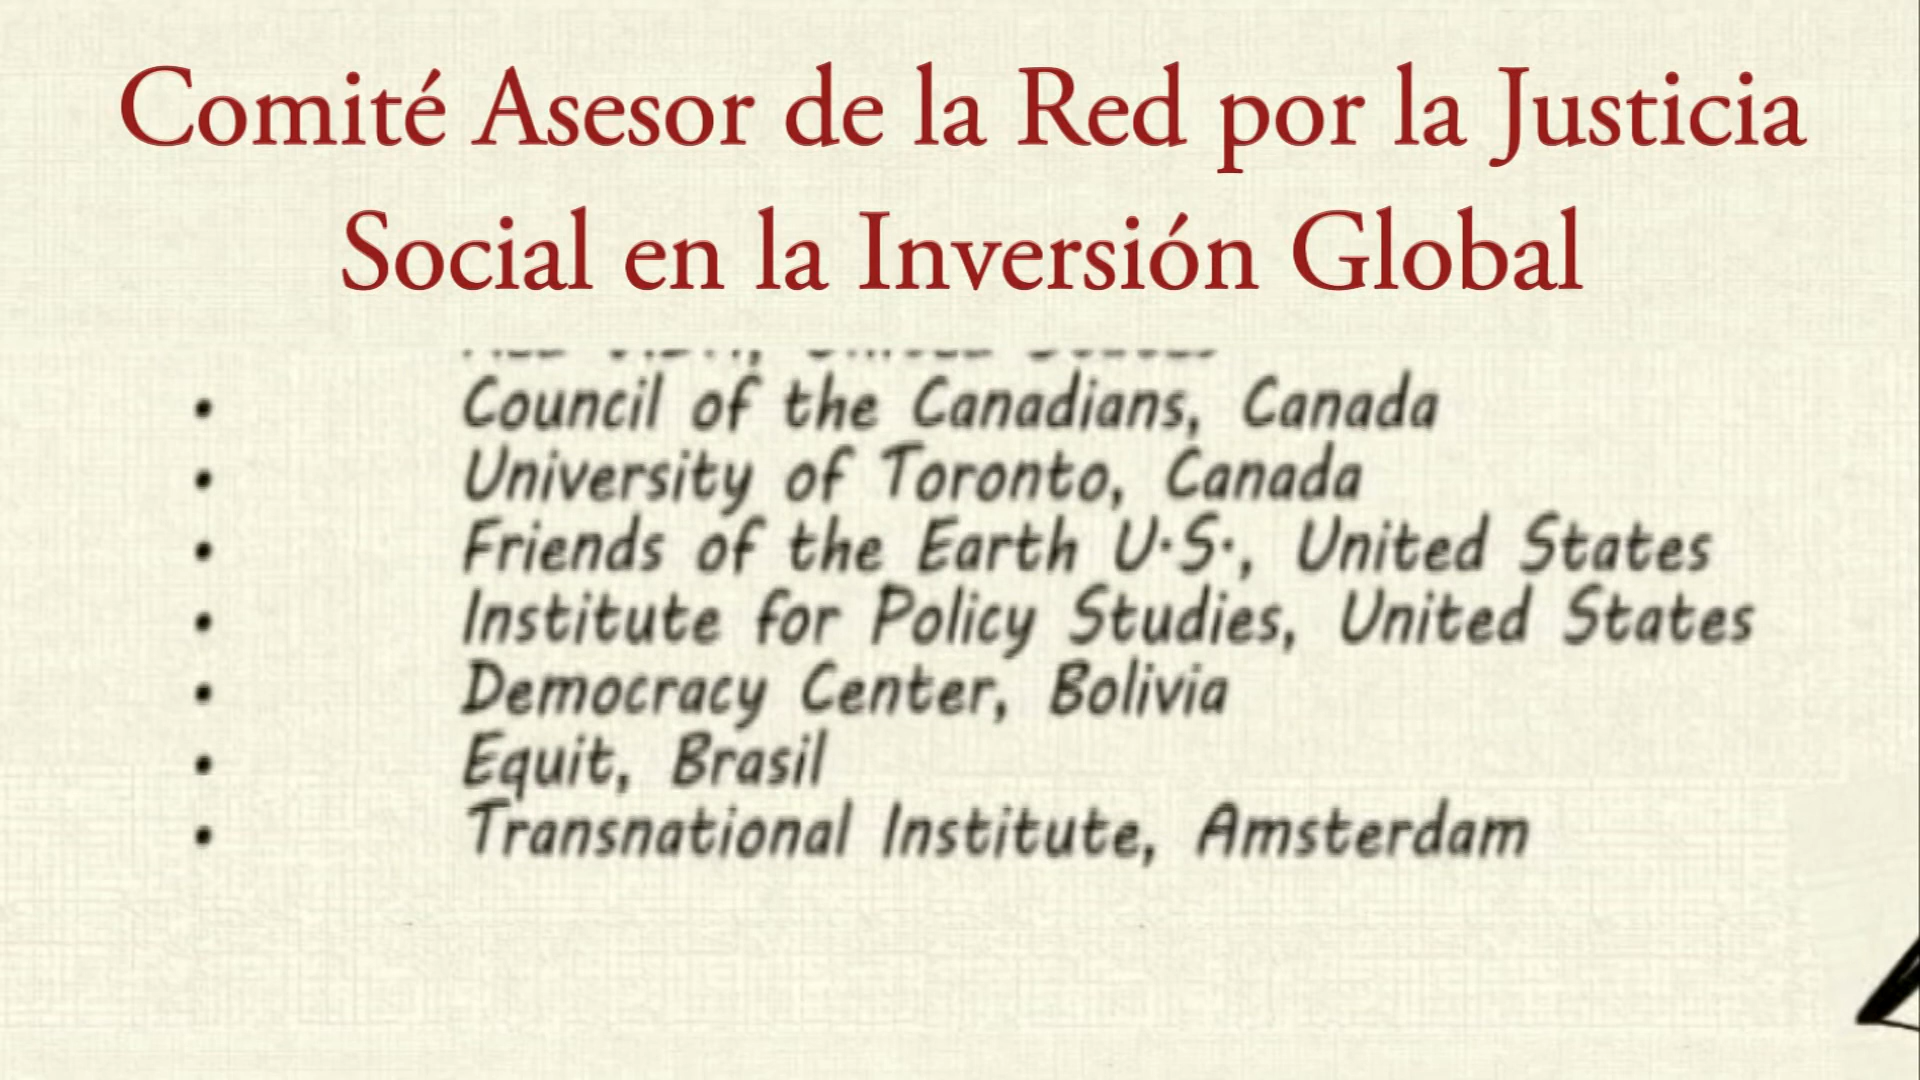 Comité Asesor de la Red por la Justicia
Social en la Inversión Global
• Council of the Canadians, Canada
• University of Toronto, Canada
• Friends of the Earth U.S., United States
• Institute for Policy Studies, United States
• Democracy Center, Bolivia
• Equit, Brasil
• Transnational Institute, Amsterdam